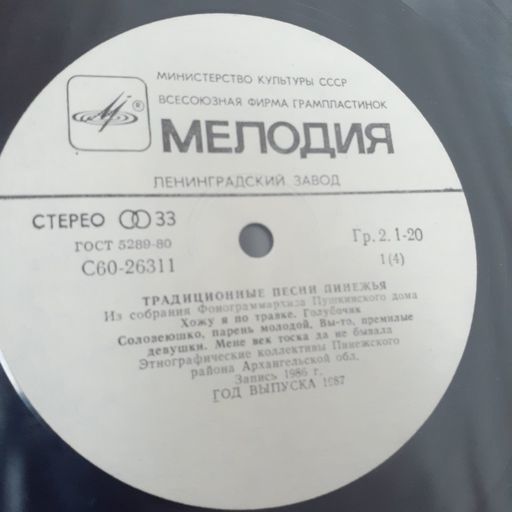 МИНИСТЕРСТВО КУЛЬТУРЫ СССР
ВСЕСОЮЗНАЯ ФИРМА ГРАМПЛАСТИНОК
®
МЕЛОДИЯ
ЛЕНИНГРАДСКИЙ ЗАВОД
СТЕРЕО 33
ГОСТ 5289-80
Гр. 2. 1-20
С60-26311
1(4)
ТРАДИЦИОННЫЕ ПЕСНИ ПИНЕЖЬЯ
Из собрания Фонограммархива Пушкинского дома
Хожу я по травке. Голубочик
Соловеюшко, парень молодой. Вы-то, премилые
девушки. Мене век тоска да не бывала
Этнографические коллективы Пинежского
района Архангельской обл.
Запись 1986 г.
ГОД ВЫПУСКА 1987